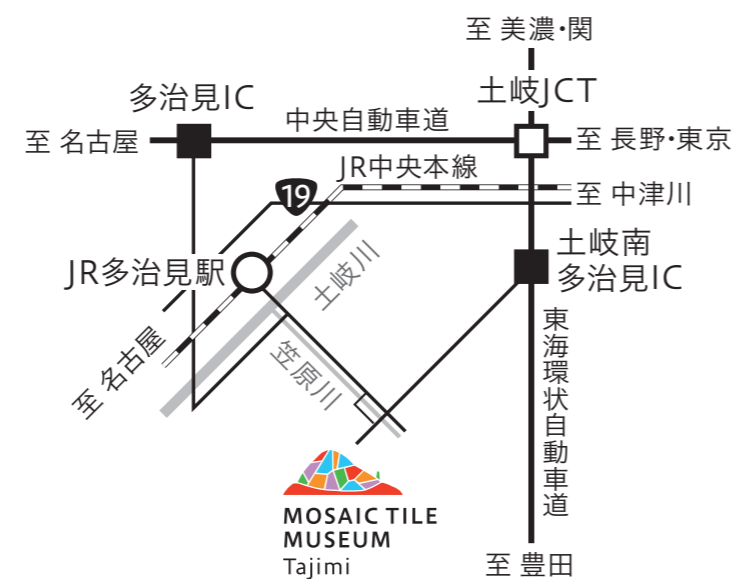 至 美濃・関
多治見IC
土岐JCT
中央自動車道
至 名古屋
至 長野・東京
JR中央本線
19
至 中津川
土岐南
多治見IC
JR多治見駅
土岐川
東海環状自動車道
至 名古屋
笠原川
MOSAIC TILE
MUSEUM
Tajimi
至 豊田